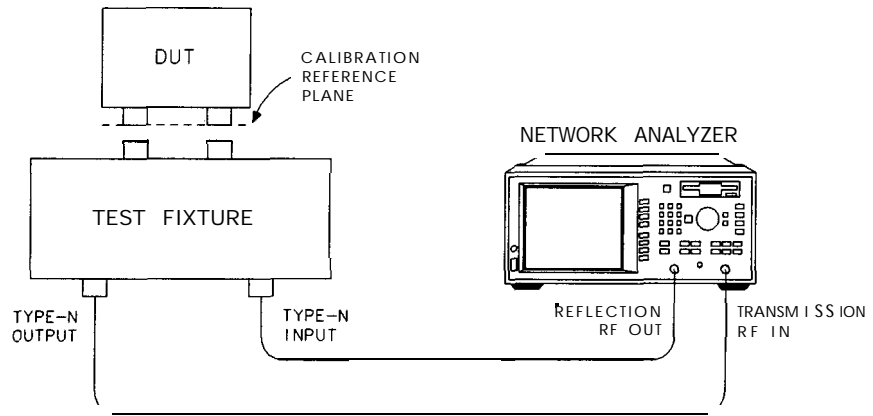 DUT
CALIBRATION
REFERENCE
PLANE
NETWORK ANALYZER
TEST FIXTURE
TYPE-N
OUTPUT
TYPE-N
INPUT
REFLECTION
RF OUT
TRANSMISSION
RF IN